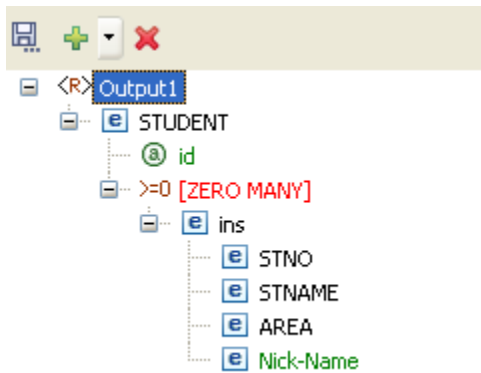 <R> Output1
e STUDENT
a id
>=0 [ZERO MANY]
e ins
e STNO
e STNAME
e AREA
e Nick-Name